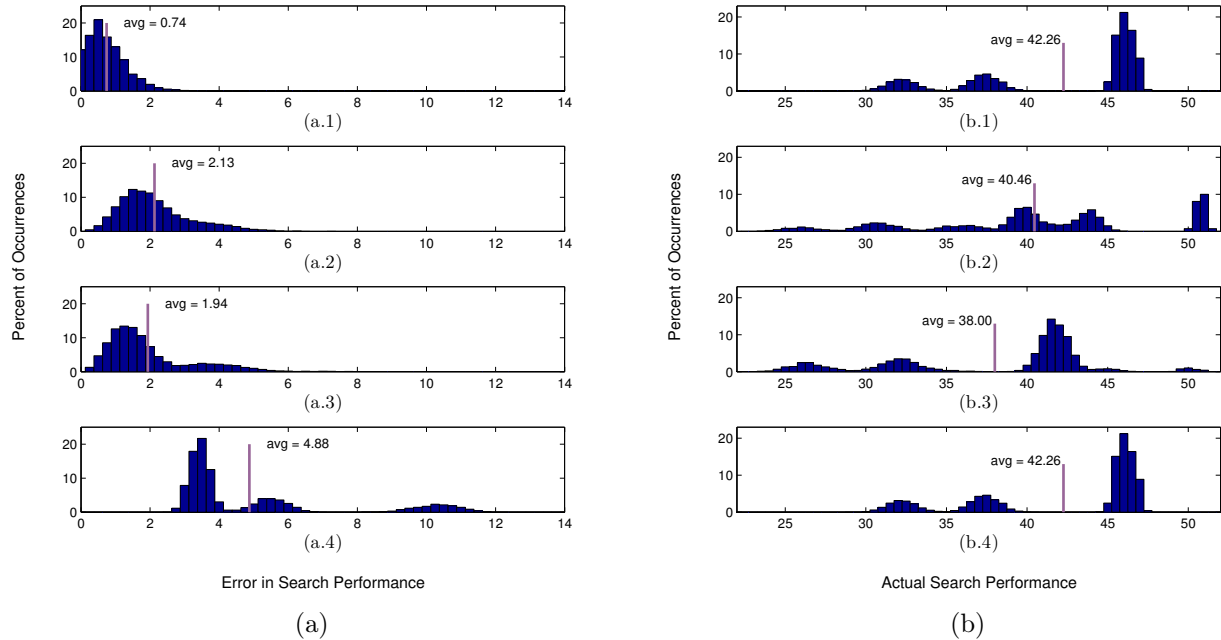 Percent of Occurrences
20
10
0
avg = 0.74
0 2 4 6 8 10 12 14
(a.1)
20
10
0
avg = 2.13
0 2 4 6 8 10 12 14
(a.2)
20
10
0
avg = 1.94
0 2 4 6 8 10 12 14
(a.3)
20
10
0
avg = 4.88
0 2 4 6 8 10 12 14
(a.4)
Error in Search Performance
(a)
Percent of Occurrences
20
10
0
avg = 42.26
25 30 35 40 45 50
(b.1)
20
10
0
avg = 40.46
25 30 35 40 45 50
(b.2)
20
10
0
avg = 38.00
25 30 35 40 45 50
(b.3)
20
10
0
avg = 42.26
25 30 35 40 45 50
(b.4)
Actual Search Performance
(b)